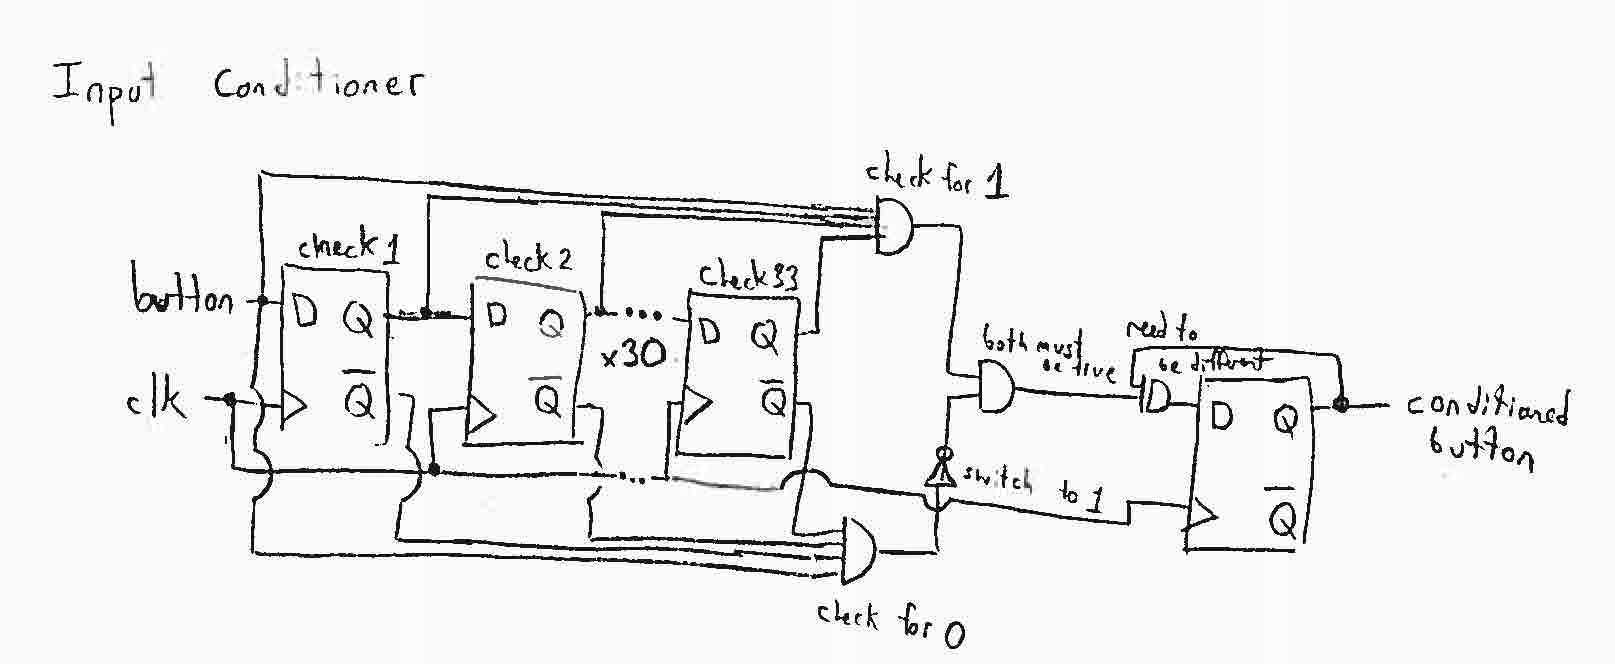 Input Conditioner
check for 1
check 1
check 2
check 33
button
D Q
D Q
D Q
x30
both must
be true
need to
be different
clk
Q
Q
Q
D Q
conditioned
button
switch to 1
Q
check for 0